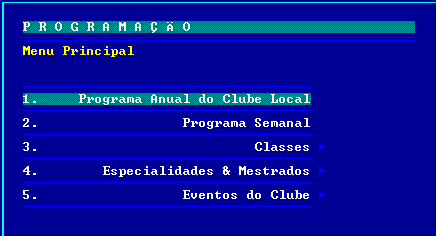 P R O G R A M A Ç Ã O
Menu Principal
1. Programa Anual do Clube Local
2. Programa Semanal
3. Classes
4. Especialidades & Mestrados
5. Eventos do Clube